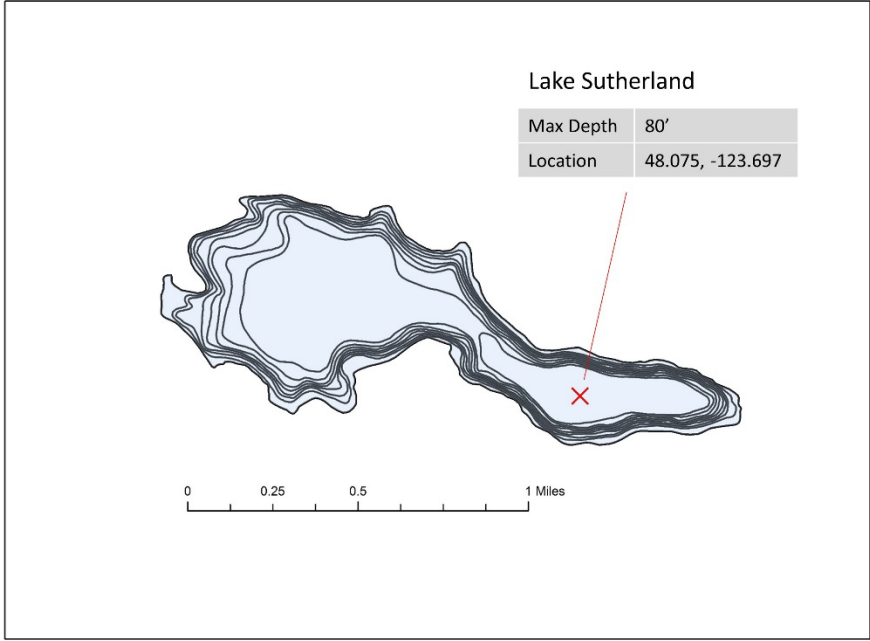 Lake Sutherland
Max Depth 80’
Location 48.075, -123.697
0 0.25 0.5 1 Miles